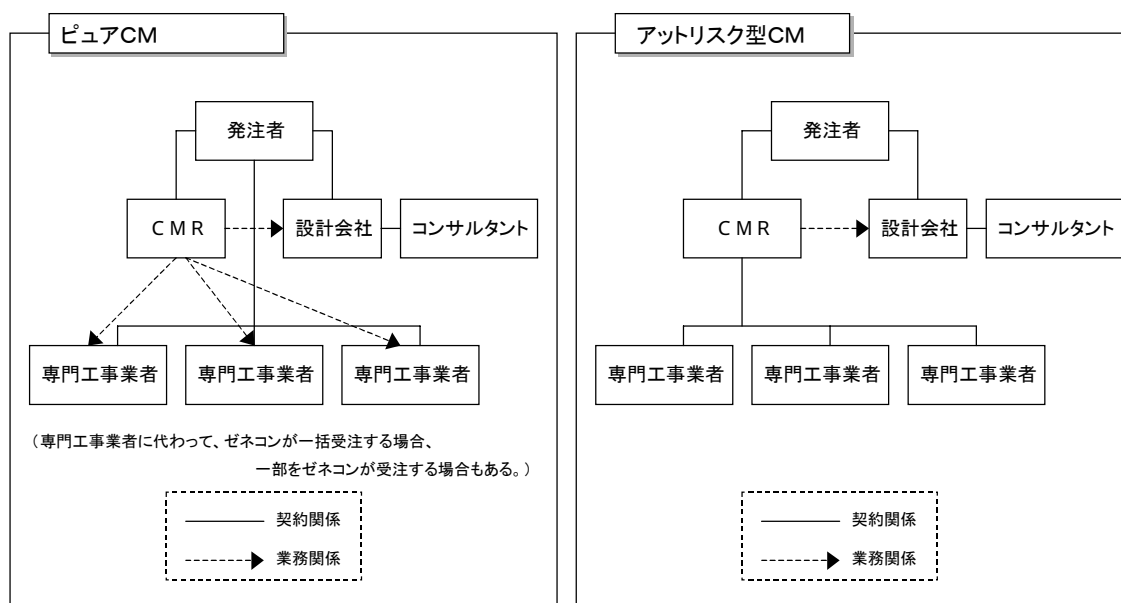 ピュアCM
発注者
CMR
設計会社
コンサルタント
専門工事業者
専門工事業者
専門工事業者
（専門工事業者に代わって、ゼネコンが一括受注する場合、
一部をゼネコンが受注する場合もある。）
契約関係
業務関係
アットリスク型CM
発注者
CMR
設計会社
コンサルタント
専門工事業者
専門工事業者
専門工事業者
契約関係
業務関係